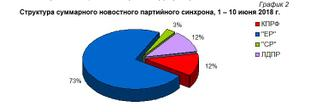 График 2
Структура суммарного новостного партийного синхрона, 1 – 10 июня 2018 г.
3%
12%
12%
73%
КПРФ
"ЕР"
"СР"
ЛДПР